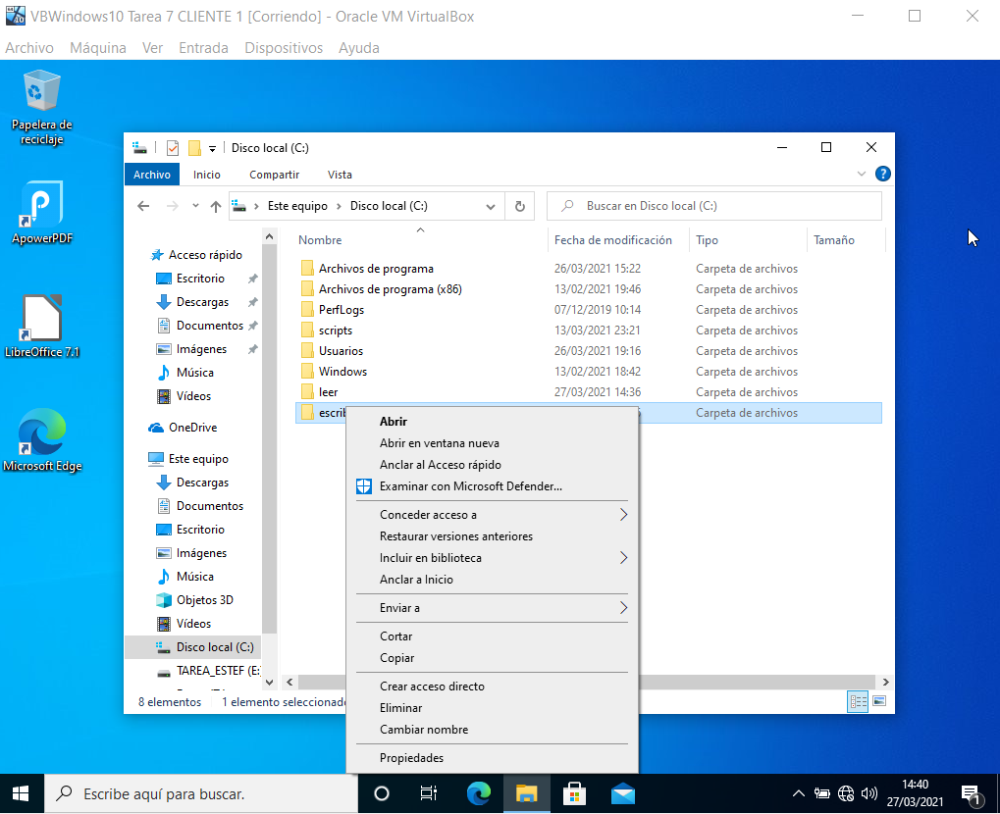 VBWindows10 Tarea 7 CLIENTE 1 [Corriendo] - Oracle VM VirtualBox
Archivo Máquina Ver Entrada Dispositivos Ayuda
Papelera de
reciclaje
ApowerPDF
LibreOffice 7.1
Microsoft Edge
Disco local (C:)
Archivo Inicio Compartir Vista
Este equipo > Disco local (C:)
Buscar en Disco local (C:)
Acceso rápido
Escritorio
Descargas
Documentos
Imágenes
Música
Vídeos
OneDrive
Este equipo
Descargas
Documentos
Escritorio
Imágenes
Música
Objetos 3D
Vídeos
Disco local (C:)
TAREA_ESTEF (E:
Nombre Fecha de modificación Tipo Tamaño
Archivos de programa 26/03/2021 15:22 Carpeta de archivos
Archivos de programa (x86) 13/02/2021 19:46 Carpeta de archivos
PerfLogs 07/12/2019 10:14 Carpeta de archivos
scripts 13/03/2021 23:21 Carpeta de archivos
Usuarios 26/03/2021 19:16 Carpeta de archivos
Windows 13/02/2021 18:42 Carpeta de archivos
leer 27/03/2021 14:36 Carpeta de archivos
escrib Carpeta de archivos
Abrir
Abrir en ventana nueva
Anclar al Acceso rápido
Examinar con Microsoft Defender...
Conceder acceso a
Restaurar versiones anteriores
Incluir en biblioteca
Anclar a Inicio
Enviar a
Cortar
Copiar
Crear acceso directo
Eliminar
Cambiar nombre
Propiedades
8 elementos 1 elemento seleccionado
Escribe aquí para buscar.
14:40
27/03/2021
1